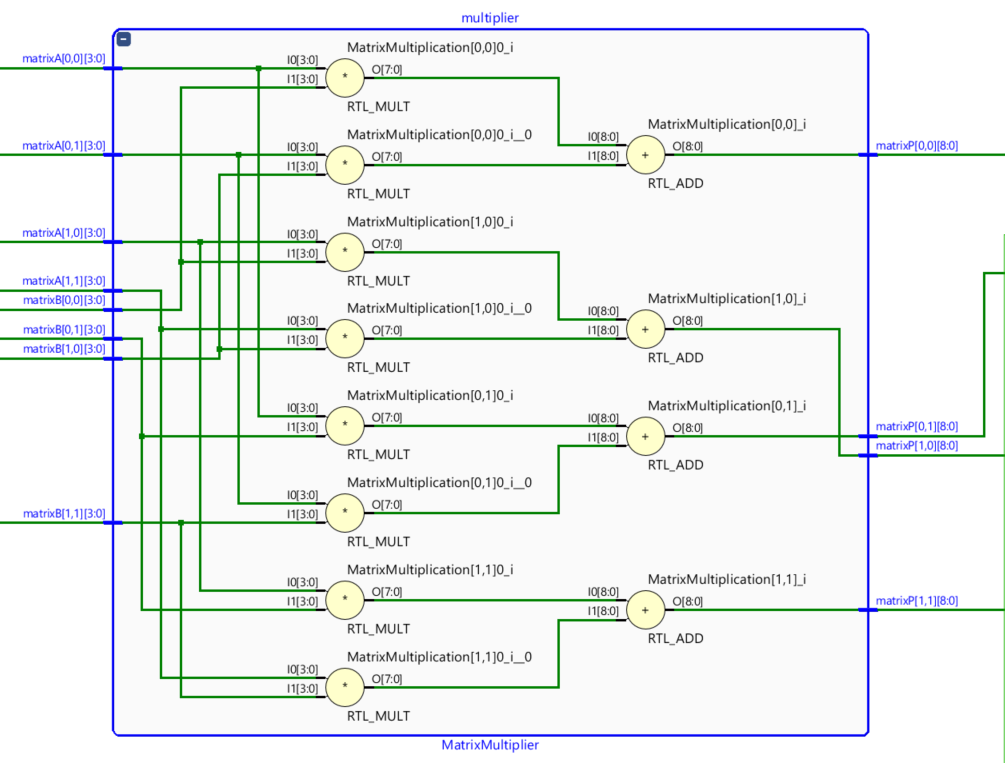 multiplier
MatrixMultiplication[0,0]0_i
matrixA[0,0][3:0]
I0[3:0]
O[7:0]
I1[3:0]
*
RTL_MULT
MatrixMultiplication[0,0]_i
MatrixMultiplication[0,0]0_i__0
matrixA[0,1][3:0]
I0[3:0]
O[7:0]
I1[3:0]
*
RTL_MULT
I0[8:0]
O[8:0]
I1[8:0]
+
RTL_ADD
matrixP[0,0][8:0]
MatrixMultiplication[1,0]0_i
matrixA[1,0][3:0]
I0[3:0]
O[7:0]
I1[3:0]
*
RTL_MULT
matrixA[1,1][3:0]
matrixB[0,0][3:0]
matrixB[0,1][3:0]
matrixB[1,0][3:0]
MatrixMultiplication[1,0]0_i__0
I0[3:0]
O[7:0]
I1[3:0]
*
RTL_MULT
MatrixMultiplication[1,0]_i
I0[8:0]
O[8:0]
I1[8:0]
+
RTL_ADD
MatrixMultiplication[0,1]0_i
I0[3:0]
O[7:0]
I1[3:0]
*
RTL_MULT
MatrixMultiplication[0,1]_i
I0[8:0]
O[8:0]
I1[8:0]
+
RTL_ADD
matrixP[0,1][8:0]
matrixP[1,0][8:0]
MatrixMultiplication[0,1]0_i__0
matrixB[1,1][3:0]
I0[3:0]
O[7:0]
I1[3:0]
*
RTL_MULT
MatrixMultiplication[1,1]0_i
I0[3:0]
O[7:0]
I1[3:0]
*
RTL_MULT
MatrixMultiplication[1,1]_i
I0[8:0]
O[8:0]
I1[8:0]
+
RTL_ADD
matrixP[1,1][8:0]
MatrixMultiplication[1,1]0_i__0
I0[3:0]
O[7:0]
I1[3:0]
*
RTL_MULT
MatrixMultiplier